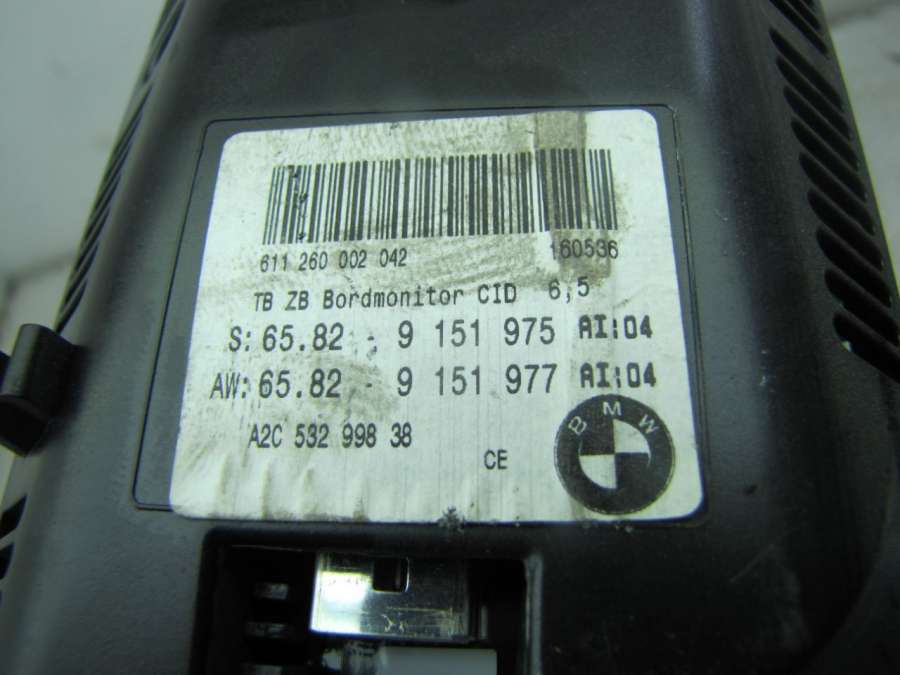 611 260 002 042 160536
TB ZB Bordmonitor CID 6,5
S: 65.82 - 9 151 975 AI:04
AW: 65.82 - 9 151 977 AI:04
A2C 532 998 38
CE
BMW